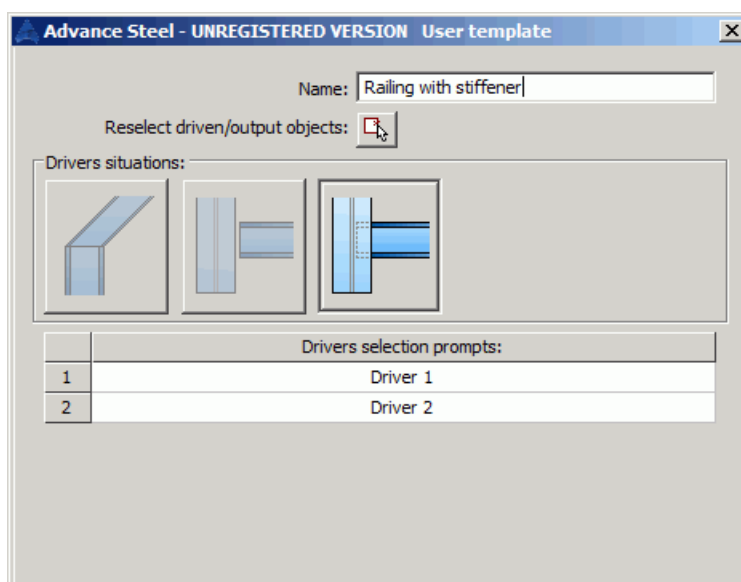 Advance Steel - UNREGISTERED VERSION User template
Name: Railing with stiffener
Reselect driven/output objects:
Drivers situations:
Drivers selection prompts:
1 Driver 1
2 Driver 2